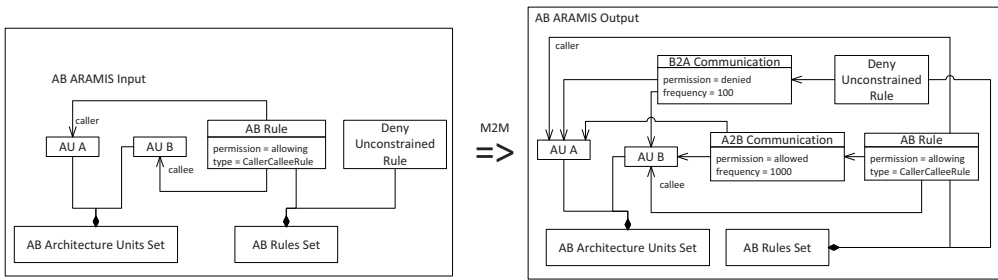 AB ARAMIS Input
caller
AU A
AU B
callee
AB Rule
permission = allowing
type = CallerCalleeRule
Deny
Unconstrained
Rule
AB Architecture Units Set
AB Rules Set
M2M
=>
AB ARAMIS Output
caller
B2A Communication
permission = denied
frequency = 100
Deny
Unconstrained
Rule
AU A
AU B
A2B Communication
permission = allowed
frequency = 1000
AB Rule
permission = allowing
type = CallerCalleeRule
callee
AB Architecture Units Set
AB Rules Set